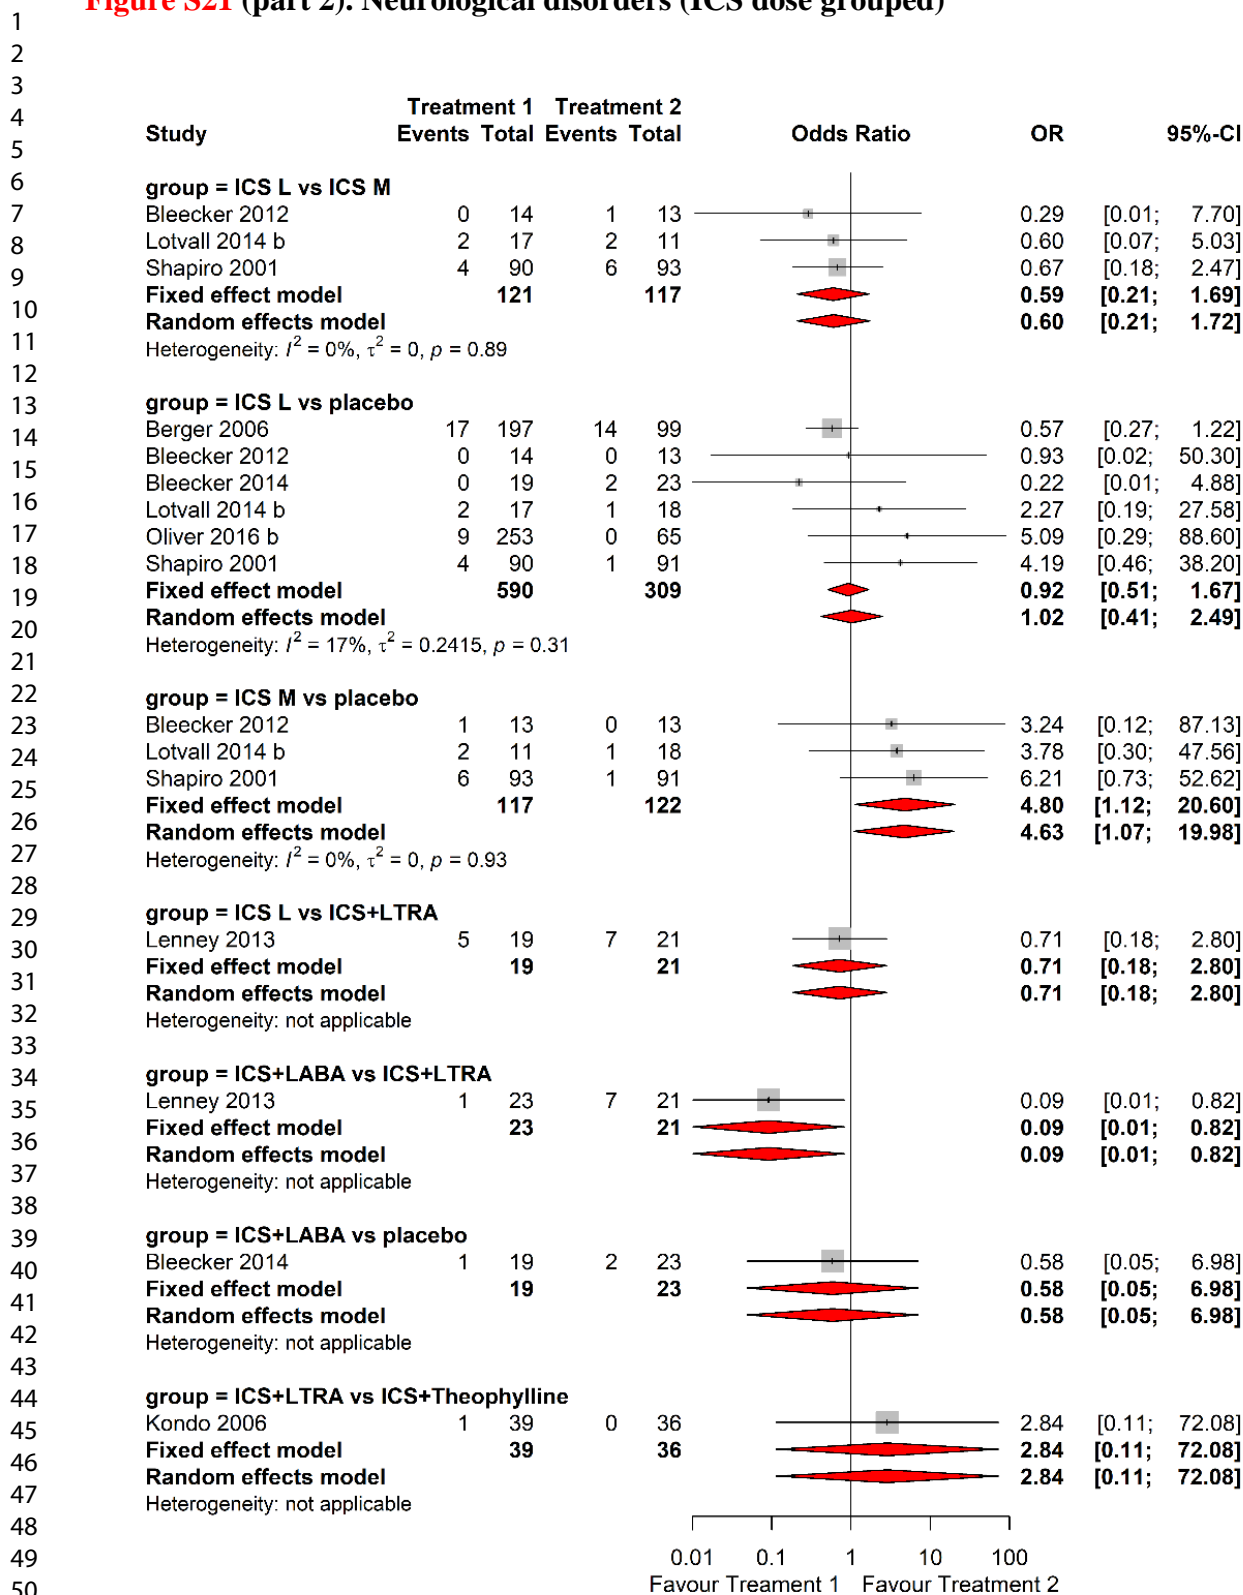 Figure S21 (part 2). Neurological disorders (ICS dose grouped)
1
2
3
4 Treatment 1 Treatment 2
5 Study Events Total Events Total Odds Ratio OR 95%-CI
6 group = ICS L vs ICS M
7 Bleecker 2012 0 14 1 13 0.29 [0.01; 7.70]
8 Lotvall 2014 b 2 17 2 11 0.60 [0.07; 5.03]
9 Shapiro 2001 4 90 6 93 0.67 [0.18; 2.47]
10 Fixed effect model 121 117 0.59 [0.21; 1.69]
Random effects model 0.60 [0.21; 1.72]
11 Heterogeneity: I² = 0%, τ² = 0, p = 0.89
12
13 group = ICS L vs placebo
14 Berger 2006 17 197 14 99 0.57 [0.27; 1.22]
15 Bleecker 2012 0 14 0 13 0.93 [0.02; 50.30]
Bleecker 2014 0 19 2 23 0.22 [0.01; 4.88]
16 Lotvall 2014 b 2 17 1 18 2.27 [0.19; 27.58]
17 Oliver 2016 b 9 253 0 65 5.09 [0.29; 88.60]
18 Shapiro 2001 4 90 1 91 4.19 [0.46; 38.20]
19 Fixed effect model 590 309 0.92 [0.51; 1.67]
20 Random effects model 1.02 [0.41; 2.49]
Heterogeneity: I² = 17%, τ² = 0.2415, p = 0.31
21
22 group = ICS M vs placebo
23 Bleecker 2012 1 13 0 13 3.24 [0.12; 87.13]
24 Lotvall 2014 b 2 11 1 18 3.78 [0.30; 47.56]
25 Shapiro 2001 6 93 1 91 6.21 [0.73; 52.62]
Fixed effect model 117 122 4.80 [1.12; 20.60]
26 Random effects model 4.63 [1.07; 19.98]
27 Heterogeneity: I² = 0%, τ² = 0, p = 0.93
28
29 group = ICS L vs ICS+LTRA
30 Lenney 2013 5 19 7 21 0.71 [0.18; 2.80]
31 Fixed effect model 19 21 0.71 [0.18; 2.80]
Random effects model 0.71 [0.18; 2.80]
32 Heterogeneity: not applicable
33
34 group = ICS+LABA vs ICS+LTRA
35 Lenney 2013 1 23 7 21 0.09 [0.01; 0.82]
36 Fixed effect model 23 21 0.09 [0.01; 0.82]
Random effects model 0.09 [0.01; 0.82]
37 Heterogeneity: not applicable
38
39 group = ICS+LABA vs placebo
40 Bleecker 2014 1 19 2 23 0.58 [0.05; 6.98]
41 Fixed effect model 19 23 0.58 [0.05; 6.98]
Random effects model 0.58 [0.05; 6.98]
42 Heterogeneity: not applicable
43
44 group = ICS+LTRA vs ICS+Theophylline
45 Kondo 2006 1 39 0 36 2.84 [0.11; 72.08]
46 Fixed effect model 39 36 2.84 [0.11; 72.08]
Random effects model 2.84 [0.11; 72.08]
47 Heterogeneity: not applicable
48
49 0.01 0.1 1 10 100
50 Favour Treament 1 Favour Treatment 2